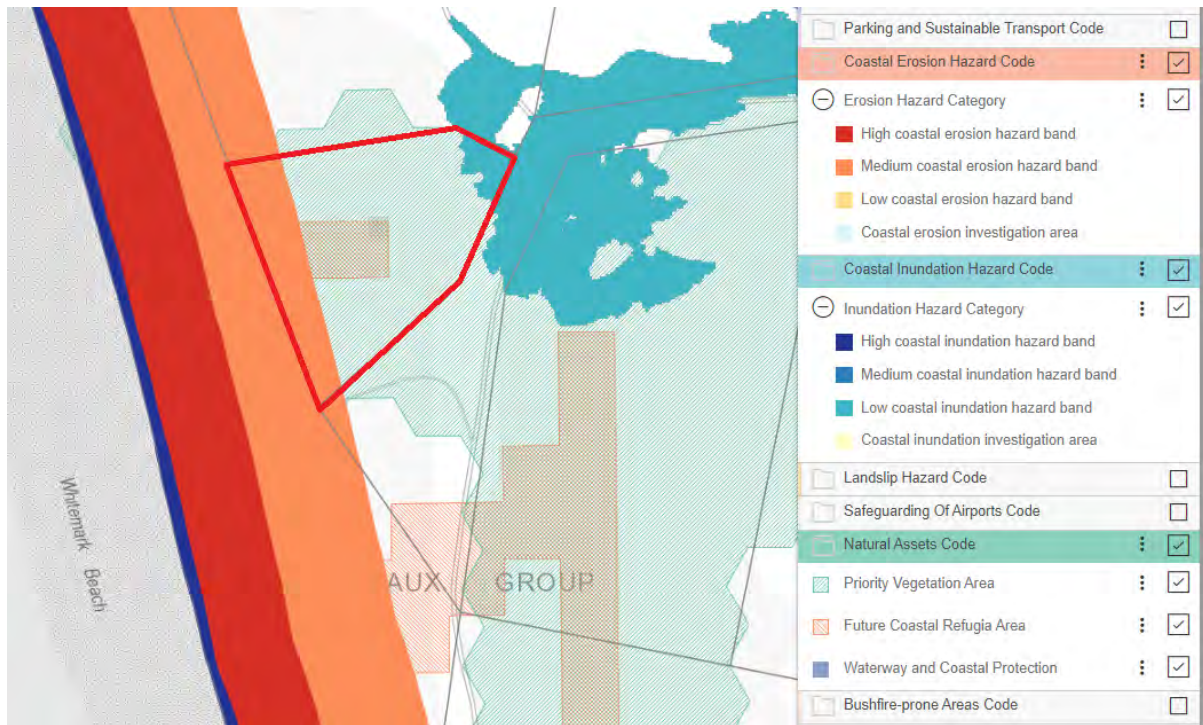 Parking and Sustainable Transport Code
Coastal Erosion Hazard Code
Erosion Hazard Category
High coastal erosion hazard band
Medium coastal erosion hazard band
Low coastal erosion hazard band
Coastal erosion investigation area
Coastal Inundation Hazard Code
Inundation Hazard Category
High coastal inundation hazard band
Medium coastal inundation hazard band
Low coastal inundation hazard band
Coastal inundation investigation area
Landslip Hazard Code
Safeguarding Of Airports Code
Natural Assets Code
Priority Vegetation Area
Future Coastal Refugia Area
Waterway and Coastal Protection
Bushfire-prone Areas Code
Whitemark Beach
AUX GROUP